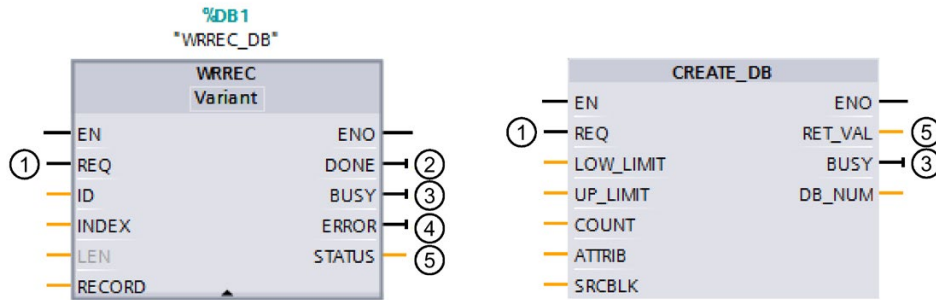 %DB1
"WRREC_DB"
WRREC
Variant
EN
ENO
1
REQ
DONE
2
ID
BUSY
3
INDEX
ERROR
4
LEN
STATUS
5
RECORD
CREATE_DB
EN
ENO
1
REQ
RET_VAL
5
LOW_LIMIT
BUSY
3
UP_LIMIT
DB_NUM
COUNT
ATTRIB
SRCBLK